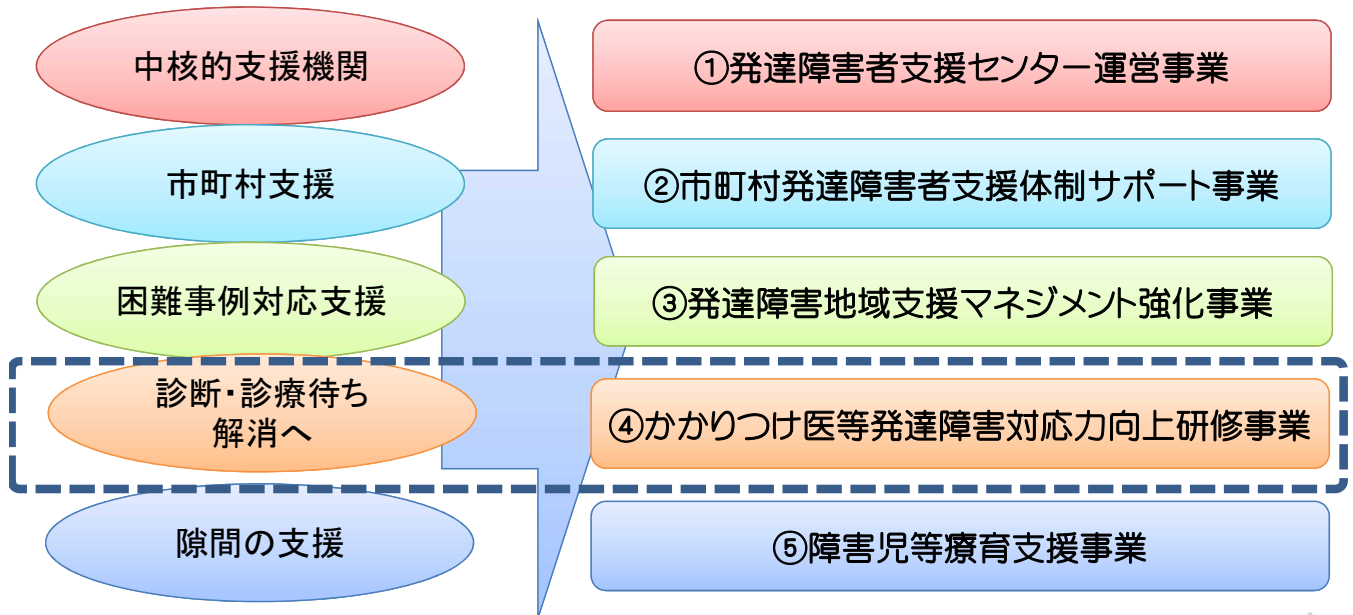 中核的支援機関
①発達障害者支援センター運営事業
市町村支援
②市町村発達障害者支援体制サポート事業
困難事例対応支援
③発達障害地域支援マネジメント強化事業
診断・診療待ち
解消へ
④かかりつけ医等発達障害対応力向上研修事業
隙間の支援
⑤障害児等療育支援事業